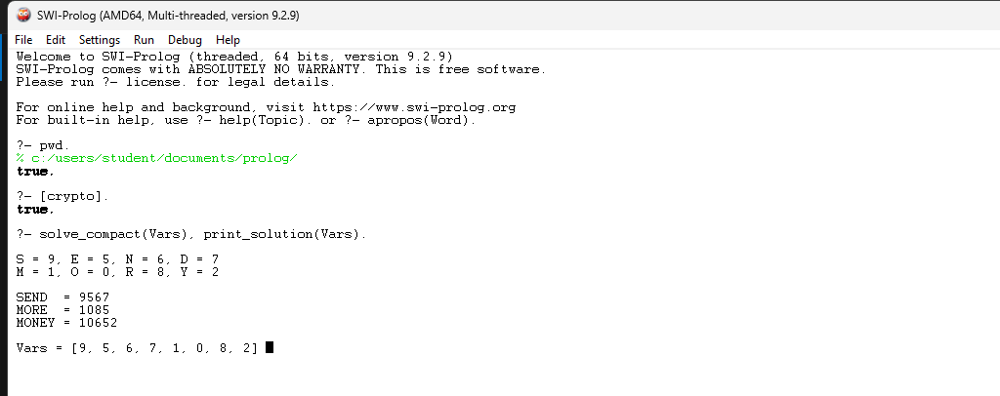 SWI-Prolog (AMD64, Multi-threaded, version 9.2.9)
File Edit Settings Run Debug Help
Welcome to SWI-Prolog (threaded, 64 bits, version 9.2.9)
SWI-Prolog comes with ABSOLUTELY NO WARRANTY. This is free software.
Please run ?- license. for legal details.

For online help and background, visit https://www.swi-prolog.org
For built-in help, use ?- help(Topic). or ?- apropos(Word).

?- pwd.
% c:/users/student/documents/prolog/
true.

?- [crypto].
true.

?- solve_compact(Vars), print_solution(Vars).

S = 9, E = 5, N = 6, D = 7
M = 1, O = 0, R = 8, Y = 2

SEND  = 9567
MORE  = 1085
MONEY = 10652

Vars = [9, 5, 6, 7, 1, 0, 8, 2]